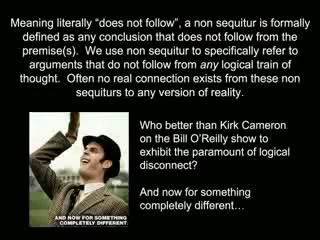 Meaning literally “does not follow”, a non sequitur is formally
defined as any conclusion that does not follow from the
premise(s).  We use non sequitur to specifically refer to
arguments that do not follow from any logical train of
thought.  Often no real connection exists from these non
sequiturs to any version of reality.
Who better than Kirk Cameron
on the Bill O’Reilly show to
exhibit the paramount of logical
disconnect?
And now for something
completely different…
AND NOW FOR SOMETHING
COMPLETELY DIFFERENT